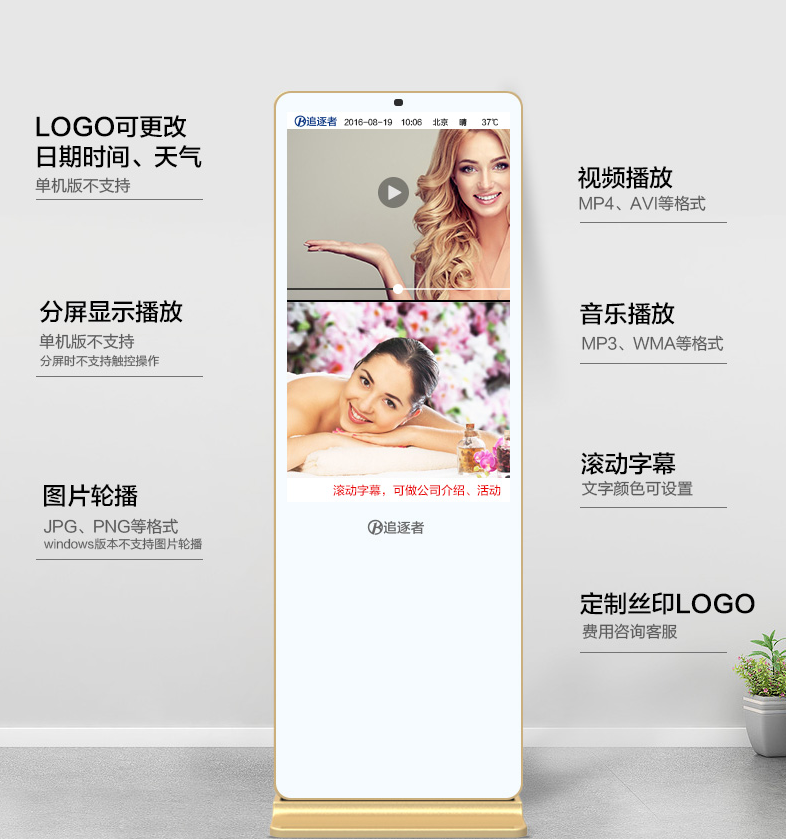 LOGO可更改
日期时间、天气
单机版不支持
分屏显示播放
单机版不支持
分屏时不支持触控操作
图片轮播
JPG、PNG等格式
windows版本不支持图片轮播
追逐者 2016-08-19 10:06 北京 晴 37℃
滚动字幕，可做公司介绍、活动
追逐者
视频播放
MP4、AVI等格式
音乐播放
MP3、WMA等格式
滚动字幕
文字颜色可设置
定制丝印LOGO
费用咨询客服